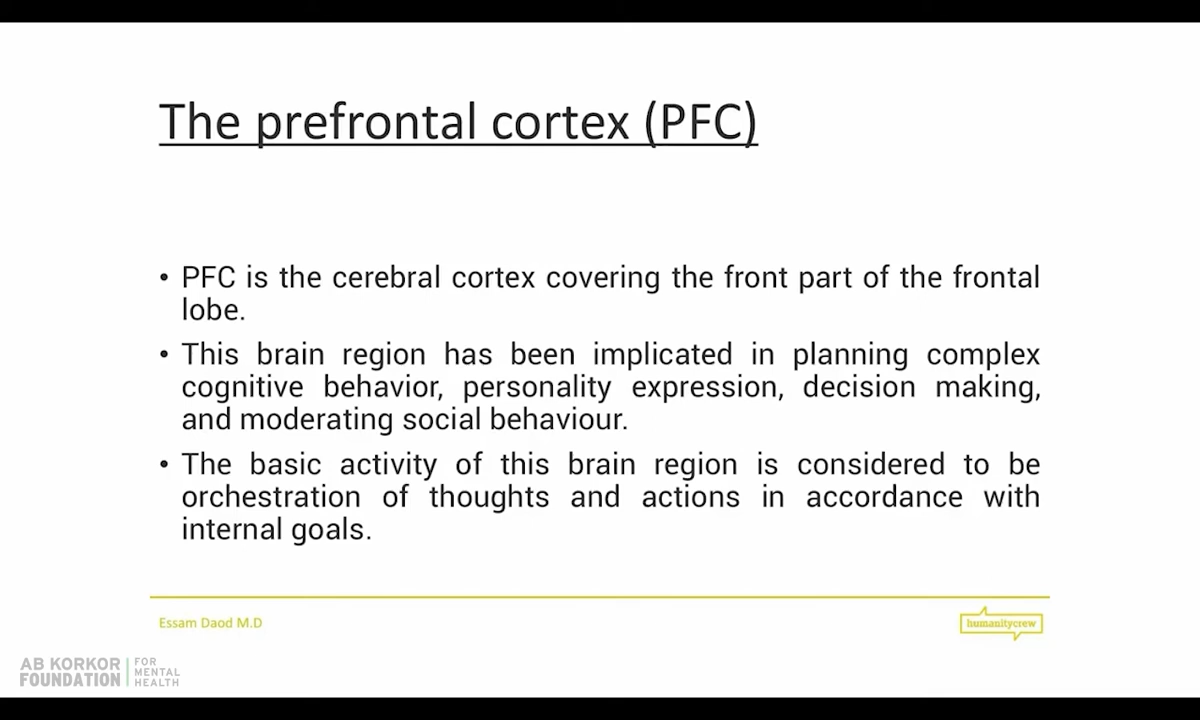 The prefrontal cortex (PFC)
• PFC is the cerebral cortex covering the front part of the frontal
lobe.
• This brain region has been implicated in planning complex
cognitive behavior, personality expression, decision making,
and moderating social behaviour.
• The basic activity of this brain region is considered to be
orchestration of thoughts and actions in accordance with
internal goals.
Essam Daod M.D
humanitycrew
AB KORKOR
FOUNDATION
FOR
MENTAL
HEALTH